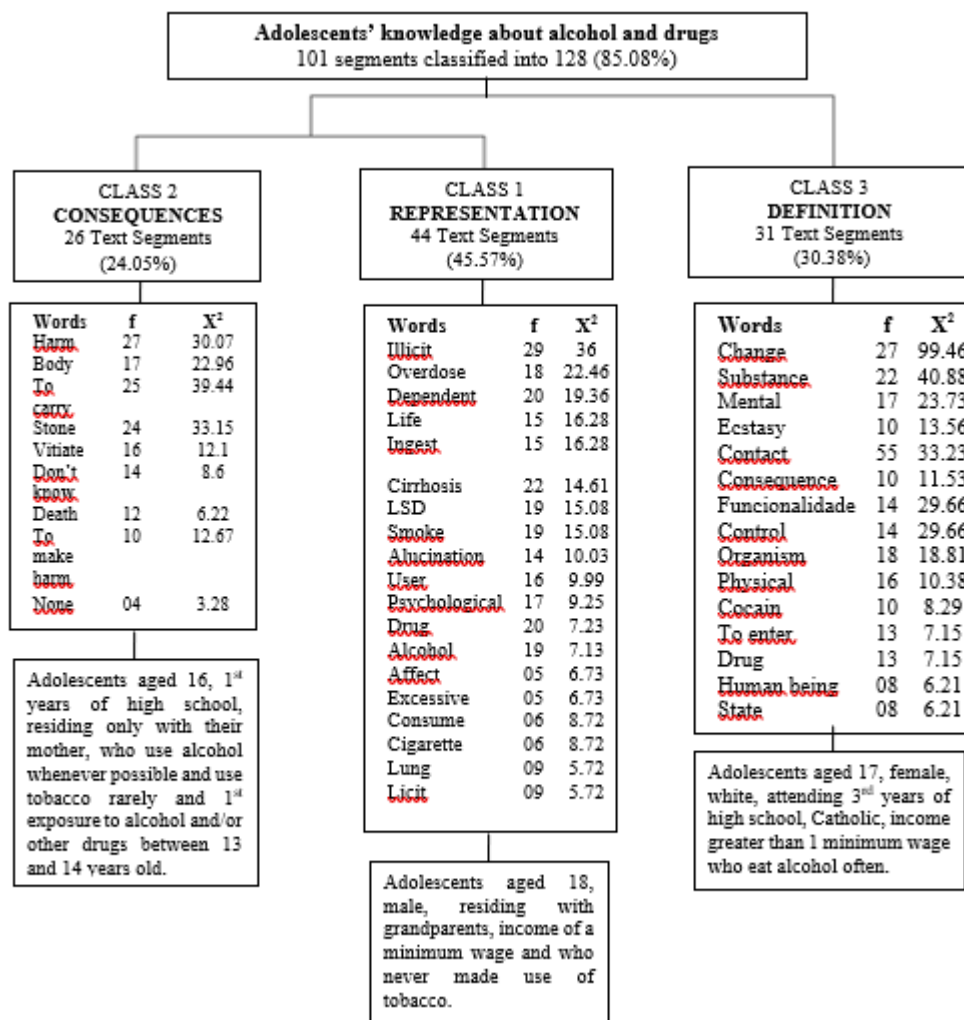 Adolescents' knowledge about alcohol and drugs
101 segments classified into 128 (85.08%)
CLASS 2
CONSEQUENCES
26 Text Segments
(24.05%)
Words f X²
Harm 27 30.07
Body 17 22.96
To 25 39.44
carry
Stone 24 33.15
Vitiate 16 12.1
Don't 14 8.6
know
Death 12 6.22
To 10 12.67
make
harm
None 04 3.28
Adolescents aged 16, 1st
years of high school,
residing only with their
mother, who use alcohol
whenever possible and use
tobacco rarely and 1st
exposure to alcohol and/or
other drugs between 13
and 14 years old.
CLASS 1
REPRESENTATION
44 Text Segments
(45.57%)
Words f X²
Illicit 29 36
Overdose 18 22.46
Dependent 20 19.36
Life 15 16.28
Ingest 15 16.28
Cirrhosis 22 14.61
LSD 19 15.08
Smoke 19 15.08
Alucination 14 10.03
User 16 9.99
Psychological 17 9.25
Drug 20 7.23
Alcohol 19 7.13
Affect 05 6.73
Excessive 05 6.73
Consume 06 8.72
Cigarette 06 8.72
Lung 09 5.72
Licit 09 5.72
Adolescents aged 18,
male, residing with
grandparents, income of a
minimum wage and who
never made use of
tobacco.
CLASS 3
DEFINITION
31 Text Segments
(30.38%)
Words f X²
Change 27 99.46
Substance 22 40.88
Mental 17 23.73
Ecstasy 10 13.56
Contact 55 33.23
Consequence 10 11.53
Funcionalidade 14 29.66
Control 14 29.66
Organism 18 18.81
Physical 16 10.38
Cocain 10 8.29
To enter 13 7.15
Drug 13 7.15
Human being 08 6.21
State 08 6.21
Adolescents aged 17, female,
white, attending 3rd years of
high school, Catholic, income
greater than 1 minimum wage
who eat alcohol often.